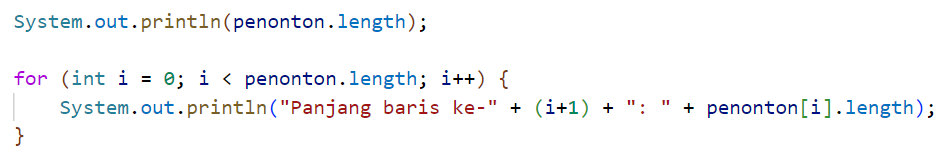 System.out.println(penonton.length);
for (int i = 0; i < penonton.length; i++) {
System.out.println("Panjang baris ke-" + (i+1) + ": " + penonton[i].length);
}